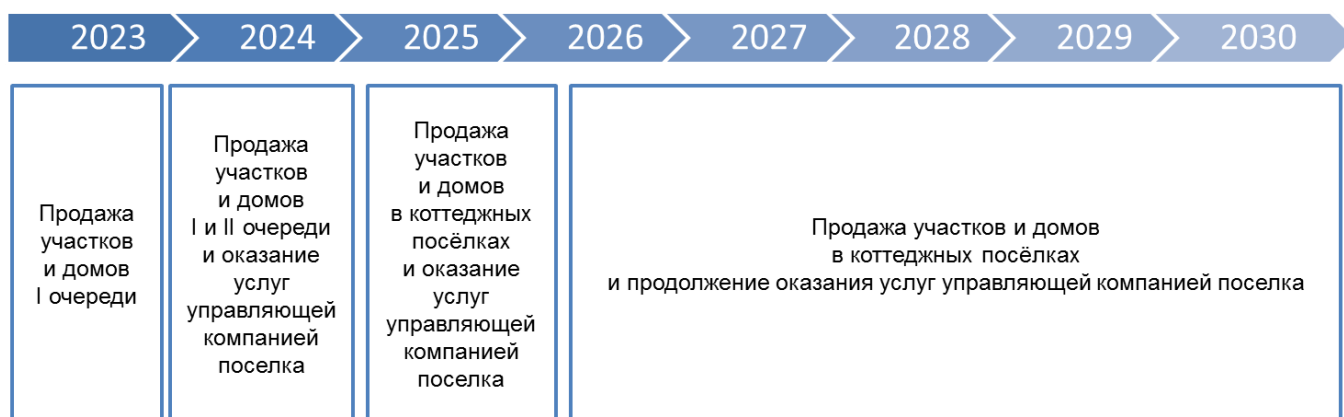 2023 2024 2025 2026 2027 2028 2029 2030
Продажа
участков
и домов
I очереди
Продажа
участков
и домов
I и II очереди
и оказание
услуг
управляющей
компанией
поселка
Продажа
участков
и домов
в коттеджных
посёлках
и оказание
услуг
управляющей
компанией
поселка
Продажа участков и домов
в коттеджных посёлках
и продолжение оказания услуг управляющей компанией поселка